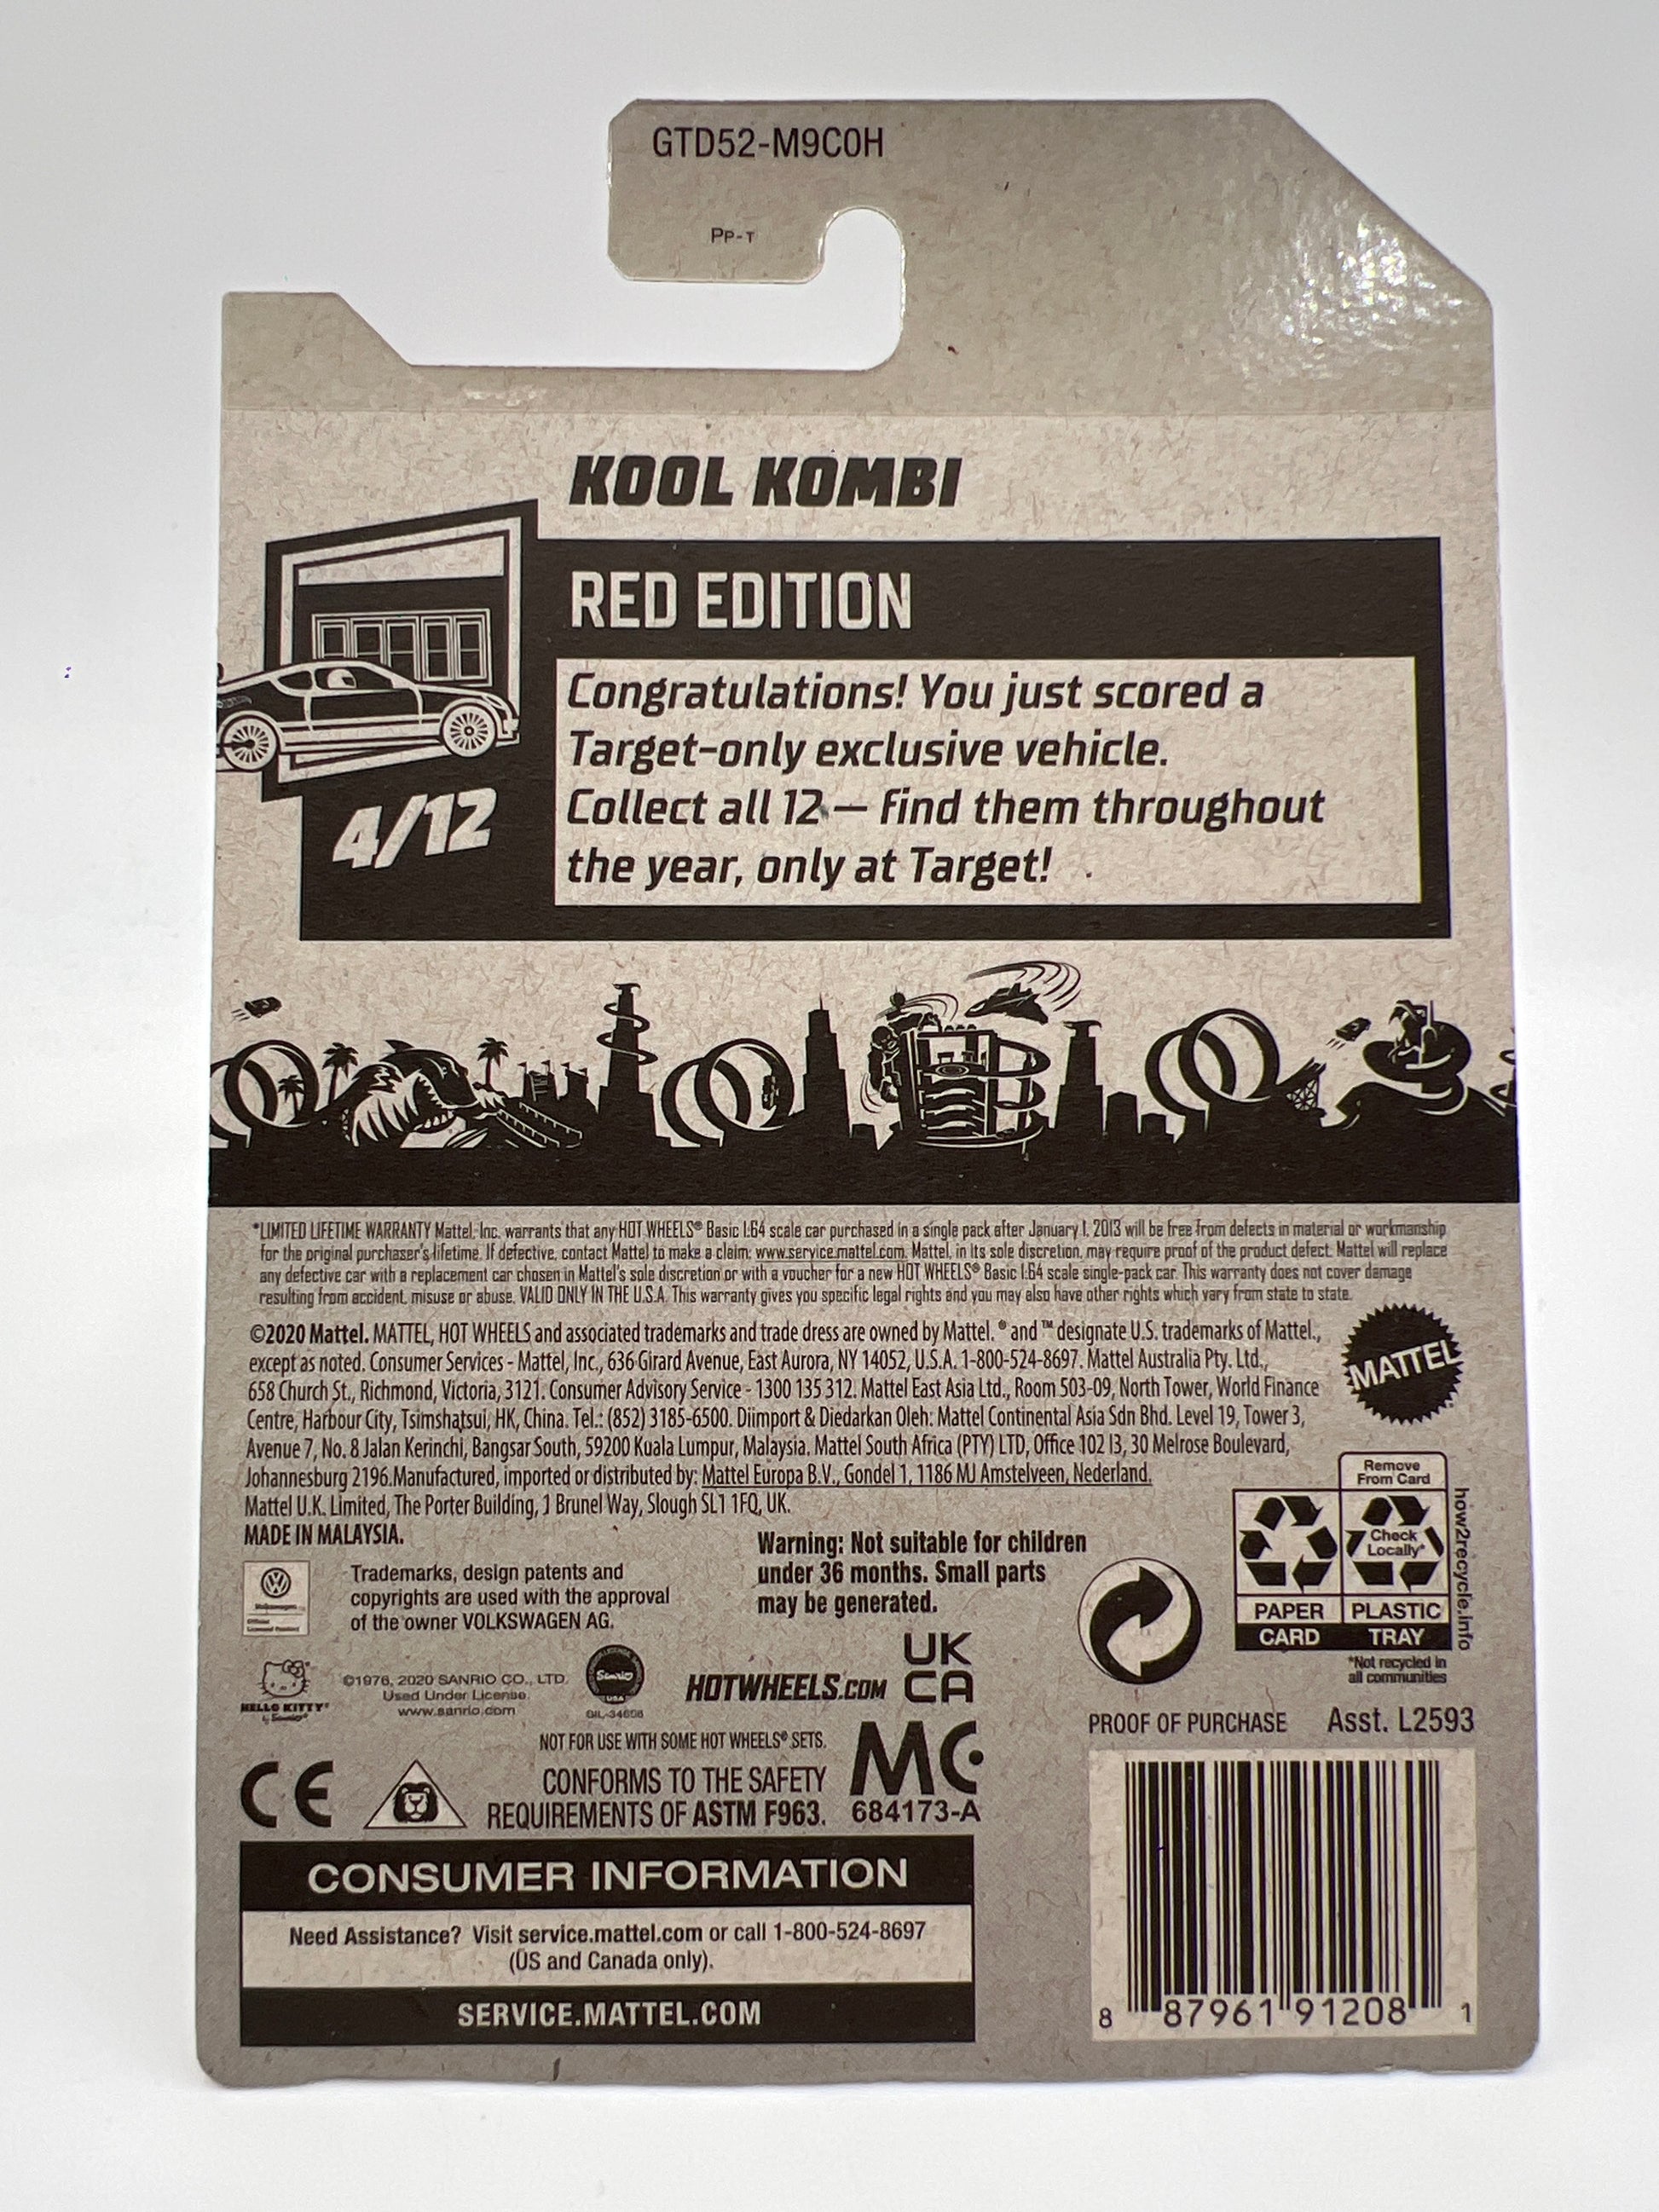 GTD52-M9C0H
PP-T
KOOL KOMBI
RED EDITION
Congratulations! You just scored a
Target-only exclusive vehicle.
Collect all 12 — find them throughout
the year, only at Target!
4/12
*LIMITED LIFETIME WARRANTY Mattel, Inc. warrants that any HOT WHEELS® Basic 1:64 scale car purchased in a single pack after January 1, 2013 will be free from defects in material or workmanship
for the original purchaser's lifetime. If defective, contact Mattel to make a claim: www.service.mattel.com. Mattel, in its sole discretion, may require proof of the product defect. Mattel will replace
any defective car with a replacement car chosen in Mattel's sole discretion or with a voucher for a new HOT WHEELS® Basic 1:64 scale single-pack car. This warranty does not cover damage
resulting from accident, misuse or abuse. VALID ONLY IN THE U.S.A. This warranty gives you specific legal rights and you may also have other rights which vary from state to state.
©2020 Mattel. MATTEL, HOT WHEELS and associated trademarks and trade dress are owned by Mattel. ® and ™ designate U.S. trademarks of Mattel.,
except as noted. Consumer Services - Mattel, Inc., 636 Girard Avenue, East Aurora, NY 14052, U.S.A. 1-800-524-8697. Mattel Australia Pty. Ltd.,
658 Church St., Richmond, Victoria, 3121. Consumer Advisory Service - 1300 135 312. Mattel East Asia Ltd., Room 503-09, North Tower, World Finance
Centre, Harbour City, Tsimshatsui, HK, China. Tel.: (852) 3185-6500. Diimport & Diedarkan Oleh: Mattel Continental Asia Sdn Bhd. Level 19, Tower 3,
Avenue 7, No. 8 Jalan Kerinchi, Bangsar South, 59200 Kuala Lumpur, Malaysia. Mattel South Africa (PTY) LTD, Office 102 I3, 30 Melrose Boulevard,
Johannesburg 2196.Manufactured, imported or distributed by: Mattel Europa B.V., Gondel 1, 1186 MJ Amstelveen, Nederland.
Mattel U.K. Limited, The Porter Building, 1 Brunel Way, Slough SL1 1FQ, UK.
MADE IN MALAYSIA.
MATTEL
Remove
From Card
Check
Locally*
PAPER
CARD
PLASTIC
TRAY
how2recycle.info
*Not recycled in
all communities
Volkswagen
Official
Licensed Product
Trademarks, design patents and
copyrights are used with the approval
of the owner VOLKSWAGEN AG.
Warning: Not suitable for children
under 36 months. Small parts
may be generated.
HELLO KITTY®
by Sanrio®
©1976, 2020 SANRIO CO., LTD.
Used Under License.
www.sanrio.com
Sanrio
USA
HOTWHEELS.COM
UK
CA
NOT FOR USE WITH SOME HOT WHEELS® SETS.
CONFORMS TO THE SAFETY
REQUIREMENTS OF ASTM F963.
CE
MC
684173-A
PROOF OF PURCHASE
Asst. L2593
CONSUMER INFORMATION
Need Assistance? Visit service.mattel.com or call 1-800-524-8697
(US and Canada only).
SERVICE.MATTEL.COM
8 87961 91208 1